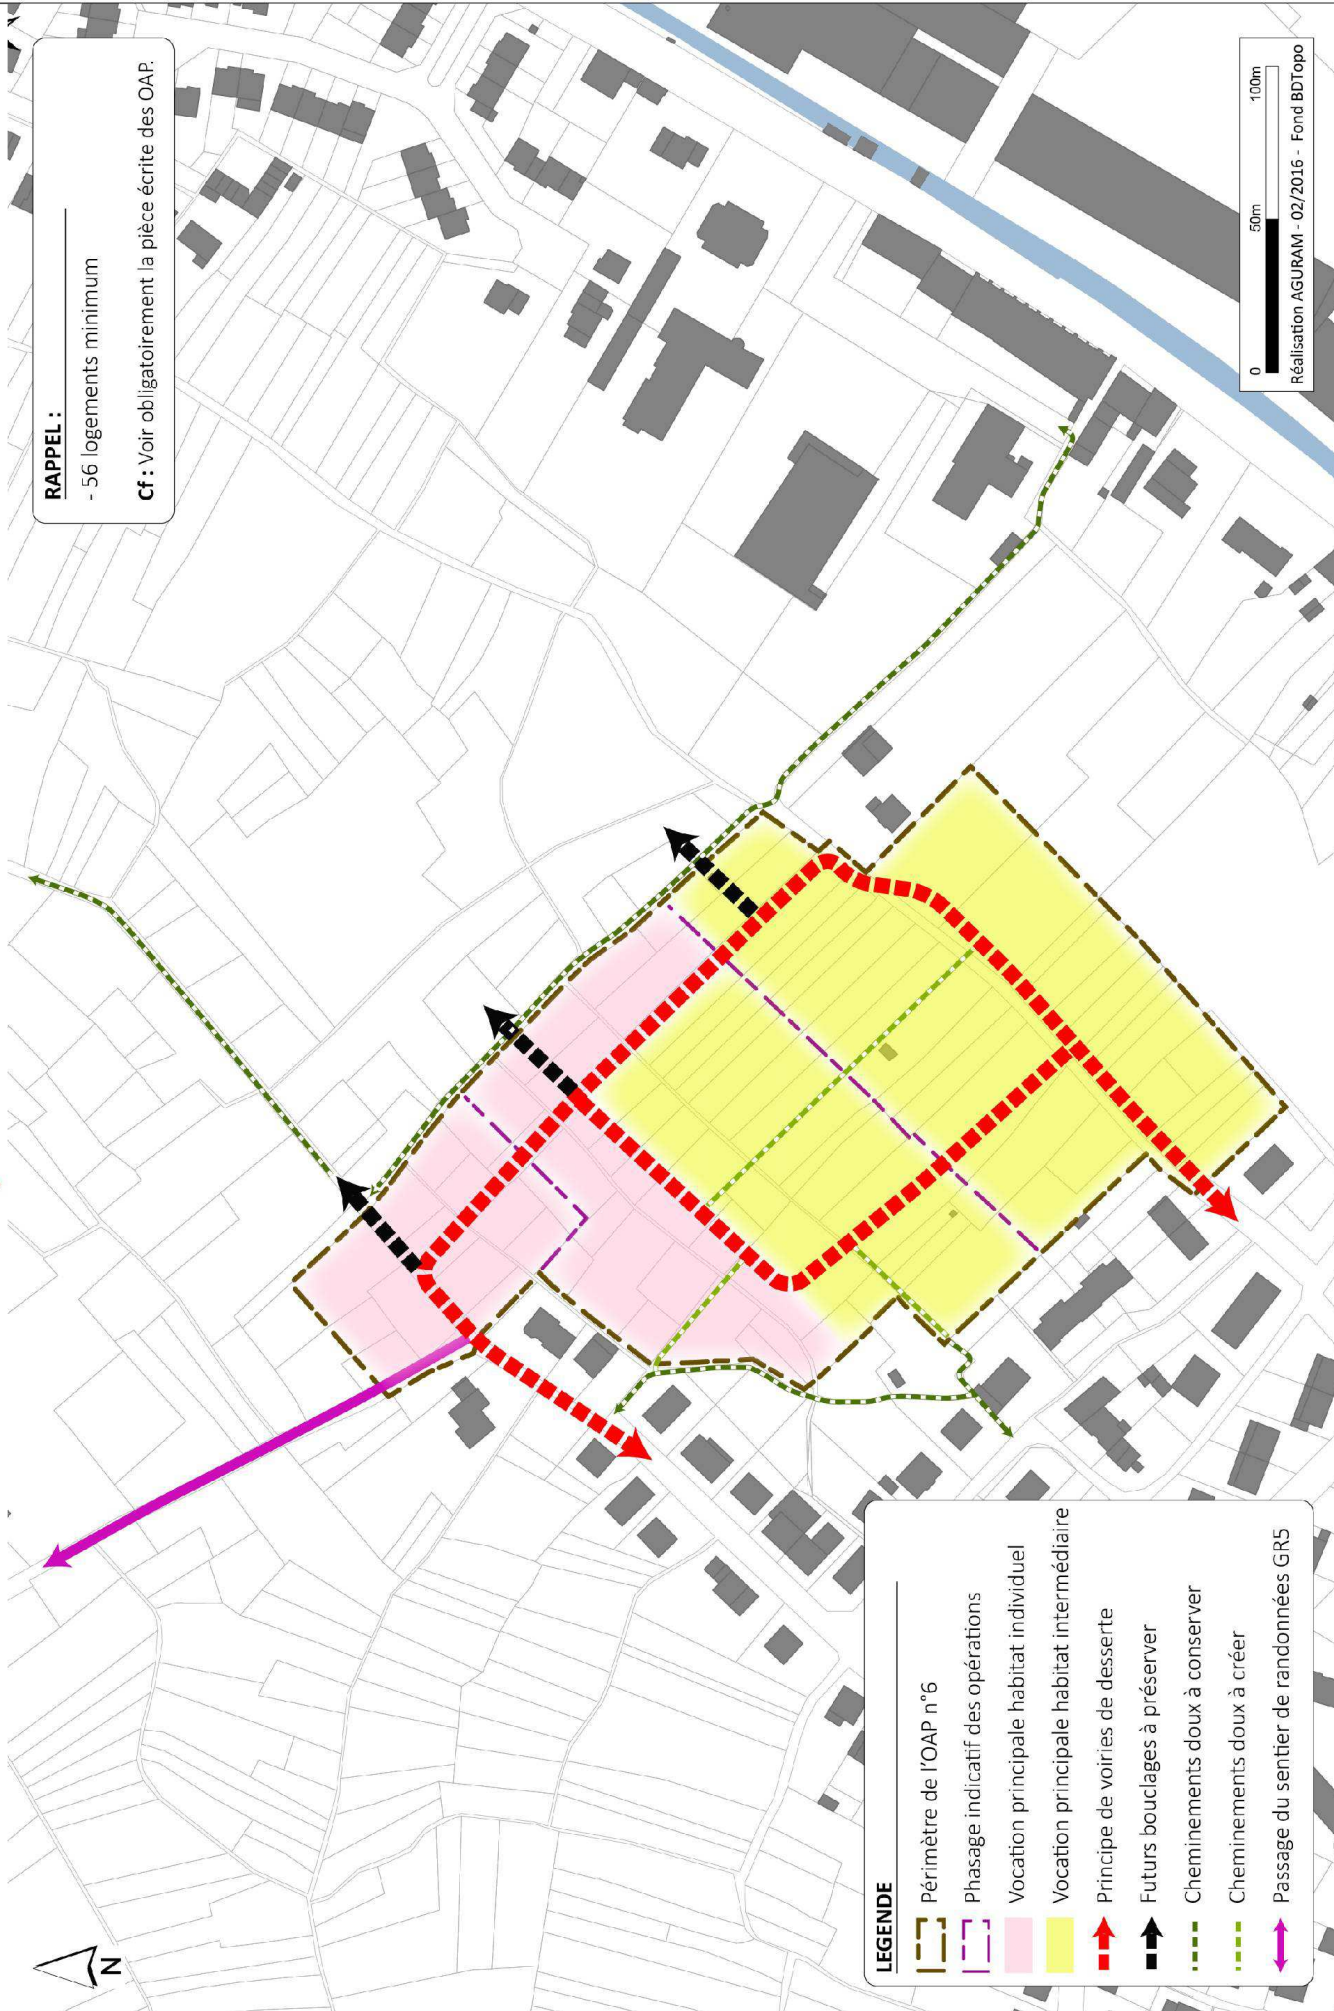 RAPPEL :
- 56 logements minimum
Cf : Voir obligatoirement la pièce écrite des OAP.
0 50m 100m
Réalisation AGURAM - 02/2016 - Fond BDTopo
N
LEGENDE
Périmètre de l'OAP n°6
Phasage indicatif des opérations
Vocation principale habitat individuel
Vocation principale habitat intermédiaire
Principe de voiries de desserte
Futurs bouclages à préserver
Cheminements doux à conserver
Cheminements doux à créer
Passage du sentier de randonnées GR5